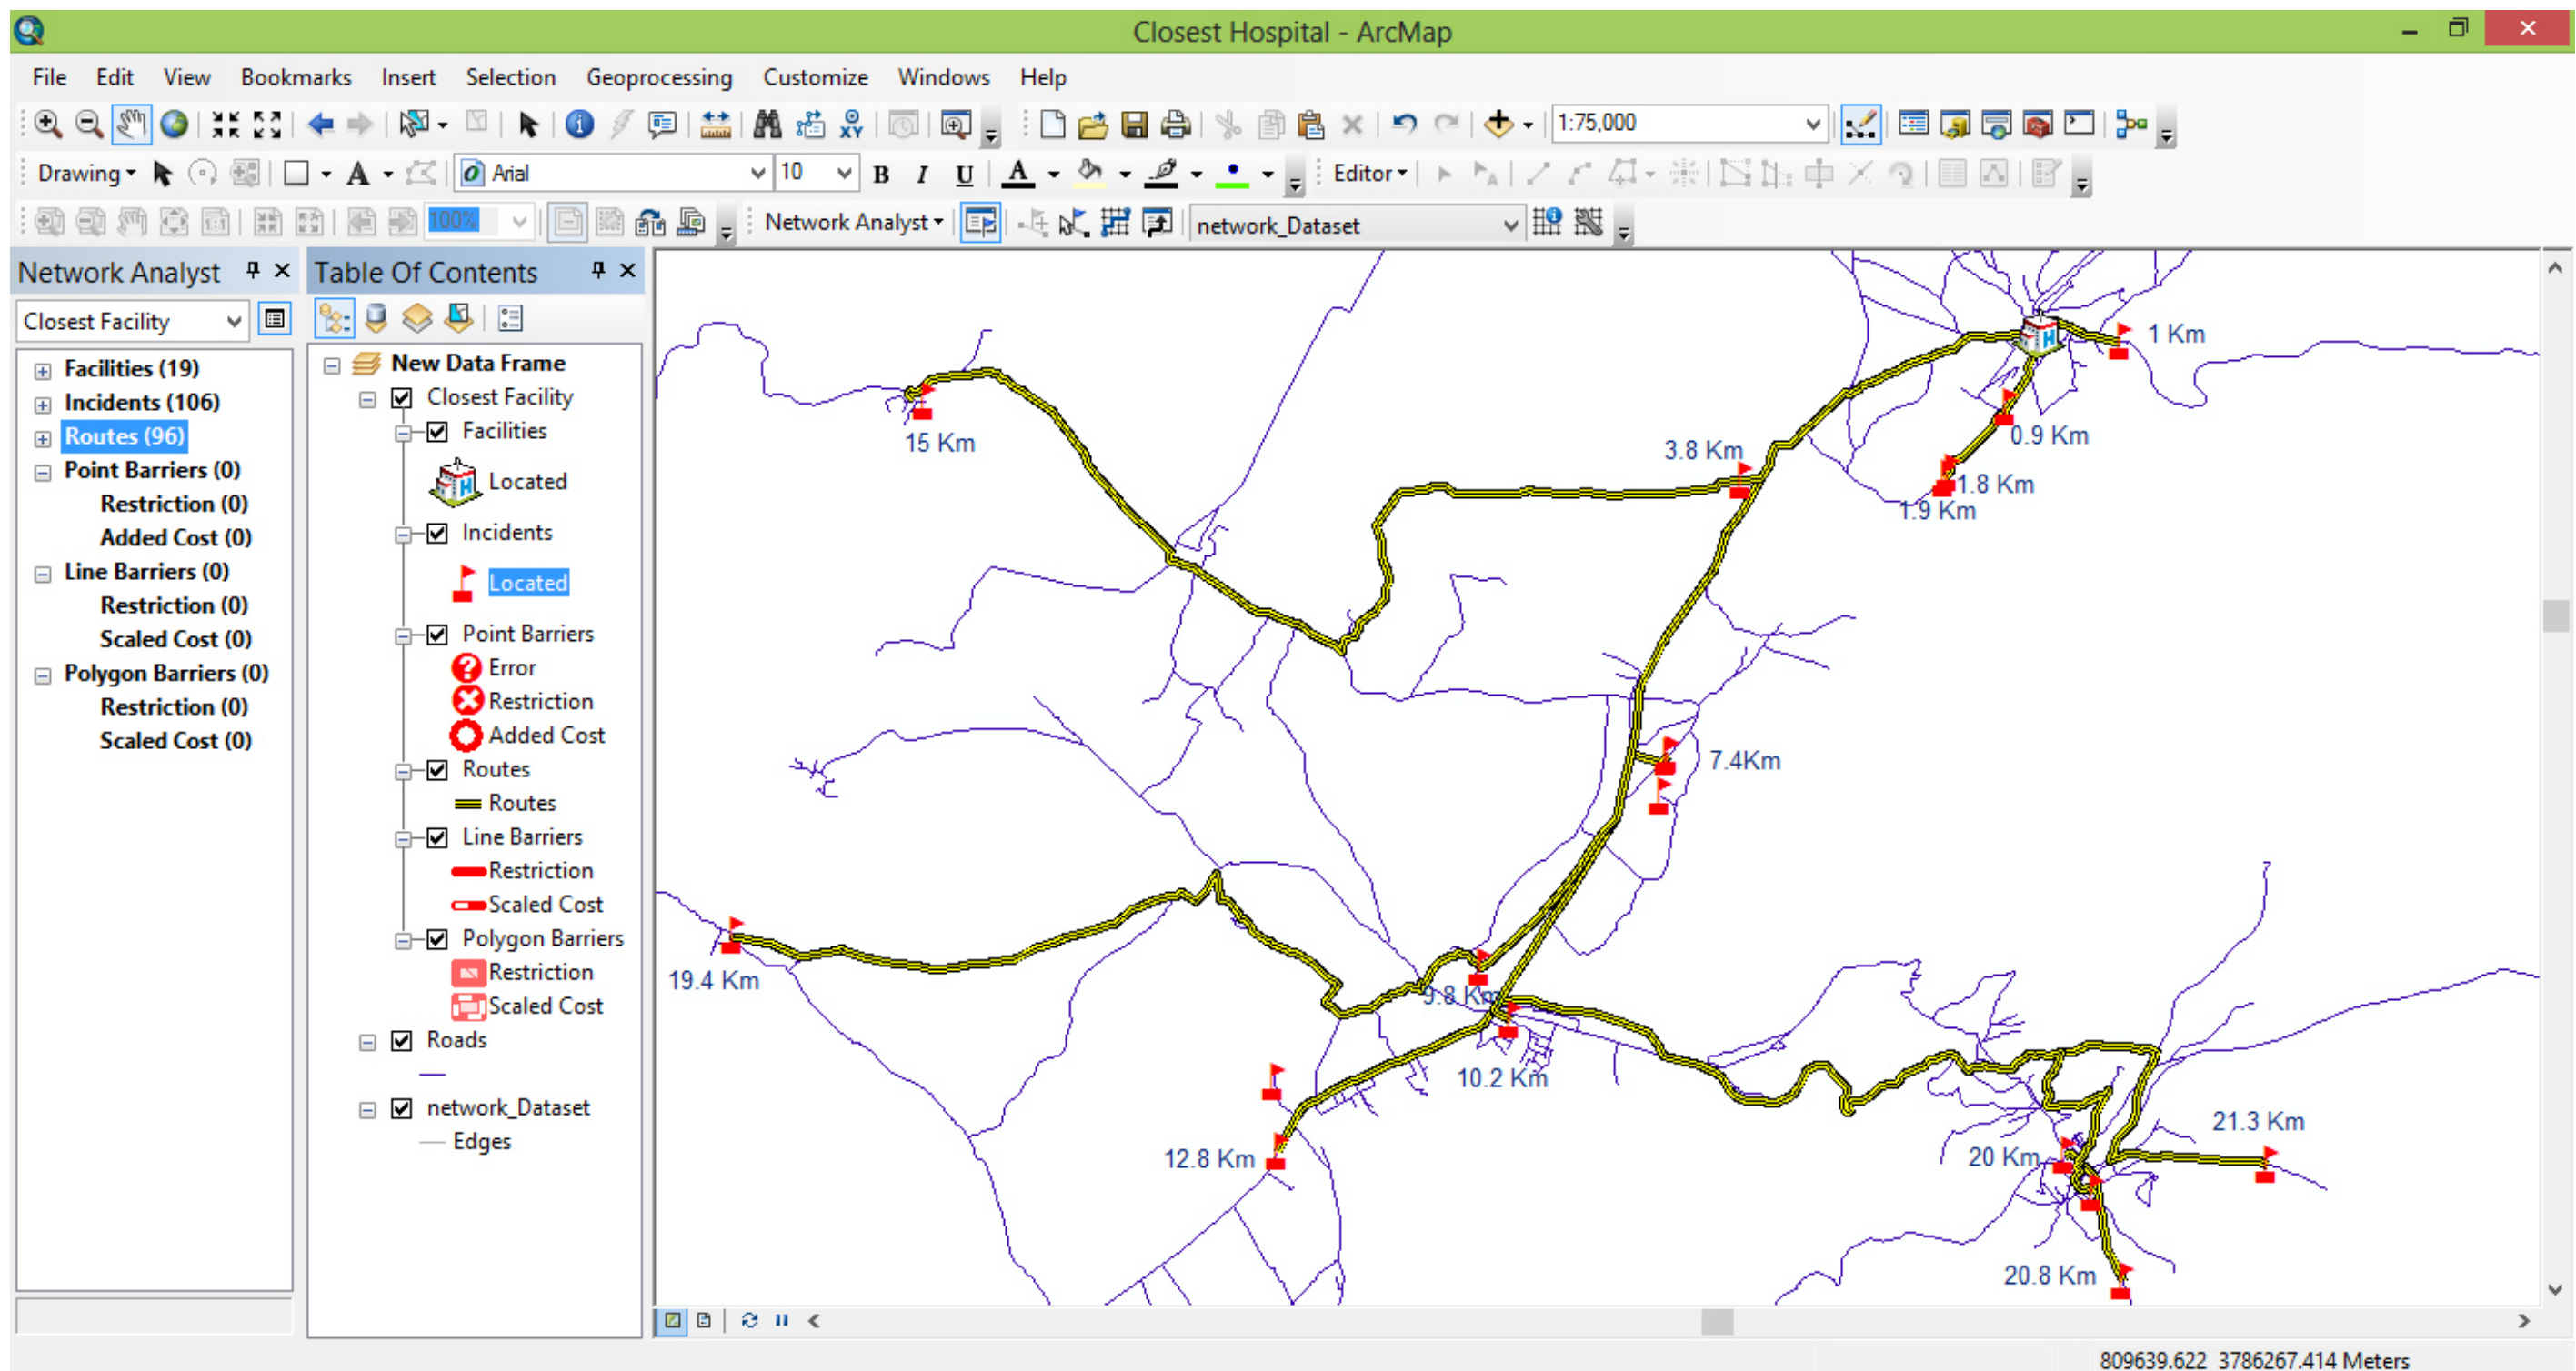 Closest Hospital - ArcMap
File Edit View Bookmarks Insert Selection Geoprocessing Customize Windows Help
1:75,000
Drawing A Arial 10 B I U A Editor
100% Network Analyst network_Dataset
Network Analyst
Closest Facility
Facilities (19)
Incidents (106)
Routes (96)
Point Barriers (0)
Restriction (0)
Added Cost (0)
Line Barriers (0)
Restriction (0)
Scaled Cost (0)
Polygon Barriers (0)
Restriction (0)
Scaled Cost (0)
Table Of Contents
New Data Frame
Closest Facility
Facilities
Located
Incidents
Located
Point Barriers
Error
Restriction
Added Cost
Routes
Routes
Line Barriers
Restriction
Scaled Cost
Polygon Barriers
Restriction
Scaled Cost
Roads
network_Dataset
Edges
1 Km
15 Km
0.9 Km
3.8 Km
1.8 Km
1.9 Km
7.4Km
19.4 Km
9.8 Km
10.2 Km
12.8 Km
21.3 Km
20 Km
20.8 Km
809639.622 3786267.414 Meters